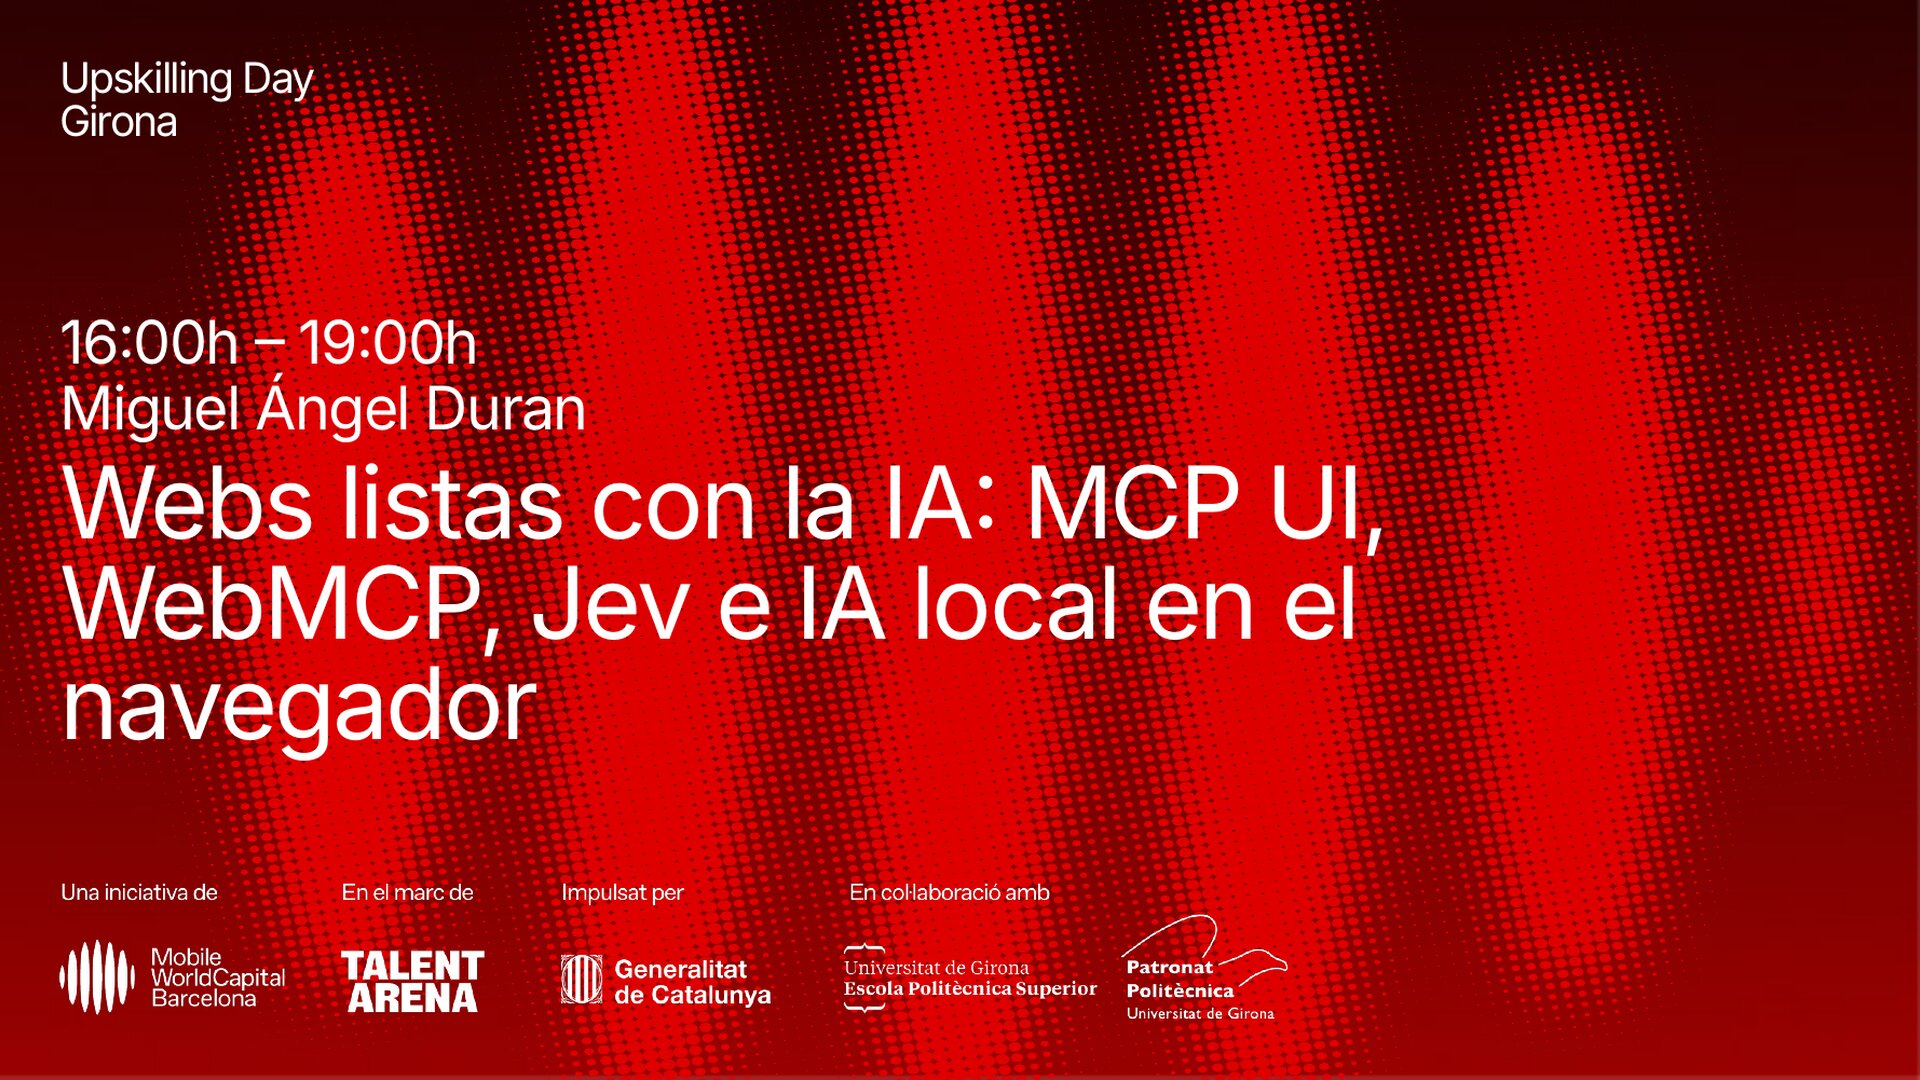 Upskilling Day
Girona
16:00h – 19:00h
Miguel Ángel Duran
Webs listas con la IA: MCP UI,
WebMCP, Jev e IA local en el
navegador
Una iniciativa de
En el marc de
Impulsat per
En col·laboració amb
Mobile
WorldCapital
Barcelona
TALENT
ARENA
Generalitat
de Catalunya
Universitat de Girona
Escola Politècnica Superior
Patronat
Politècnica
Universitat de Girona